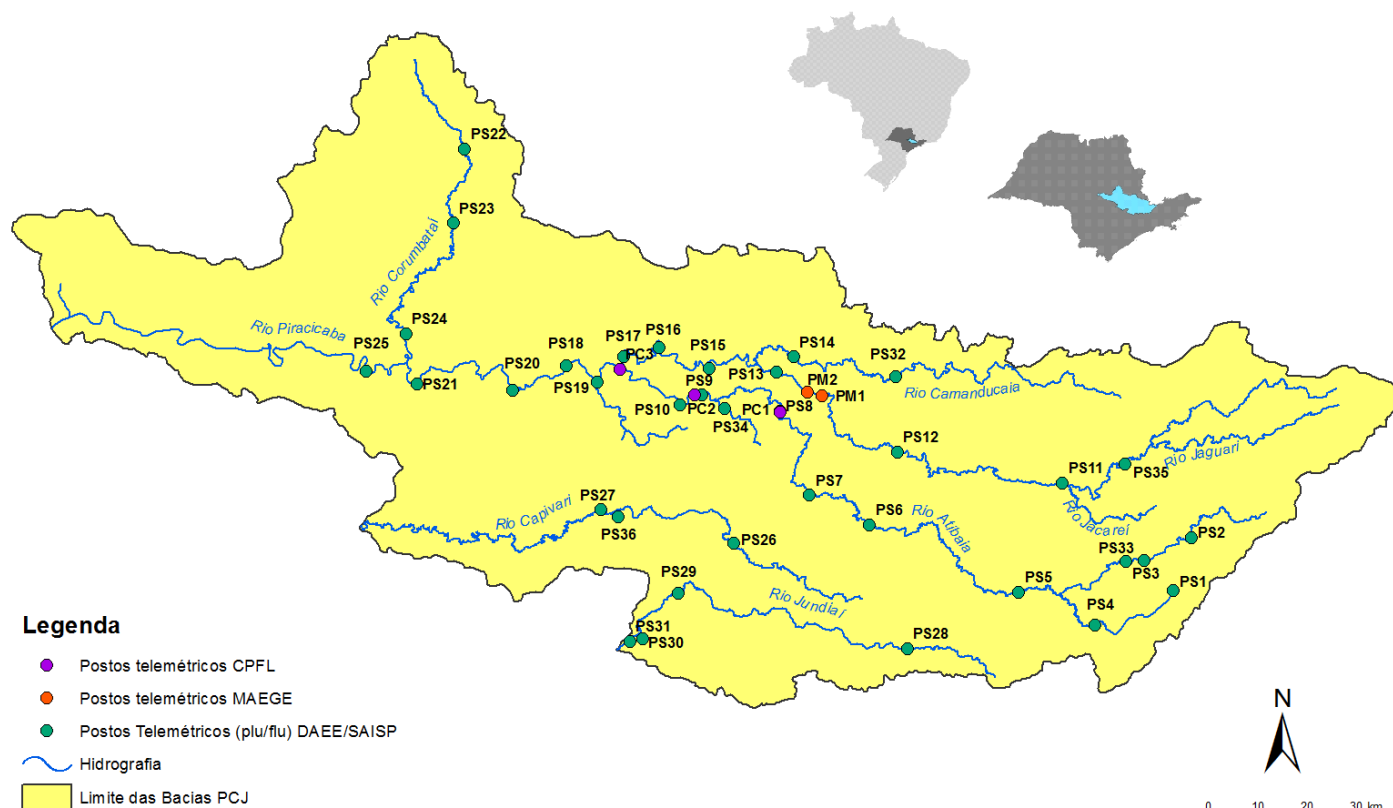 PS22
PS23
Rio Corumbataí
PS24
Rio Piracicaba
PS25
PS21
PS20
PS18
PS19
PS17
PC3
PS16
PS15
PS14
PS13
PS32
PM2
PM1
Rio Camanducaia
PS9
PS10
PC2
PS34
PC1
PS8
PS12
PS11
PS35
Rio Jaguari
Rio Jacareí
PS7
PS6
Rio Atibaia
PS2
PS33
PS3
PS1
PS5
PS4
PS27
Rio Capivari
PS36
PS26
PS29
Rio Jundiaí
PS28
PS31
PS30
Legenda
Postos telemétricos CPFL
Postos telemétricos MAEGE
Postos Telemétricos (plu/flu) DAEE/SAISP
Hidrografia
Limite das Bacias PCJ
N
0 10 20 30 km